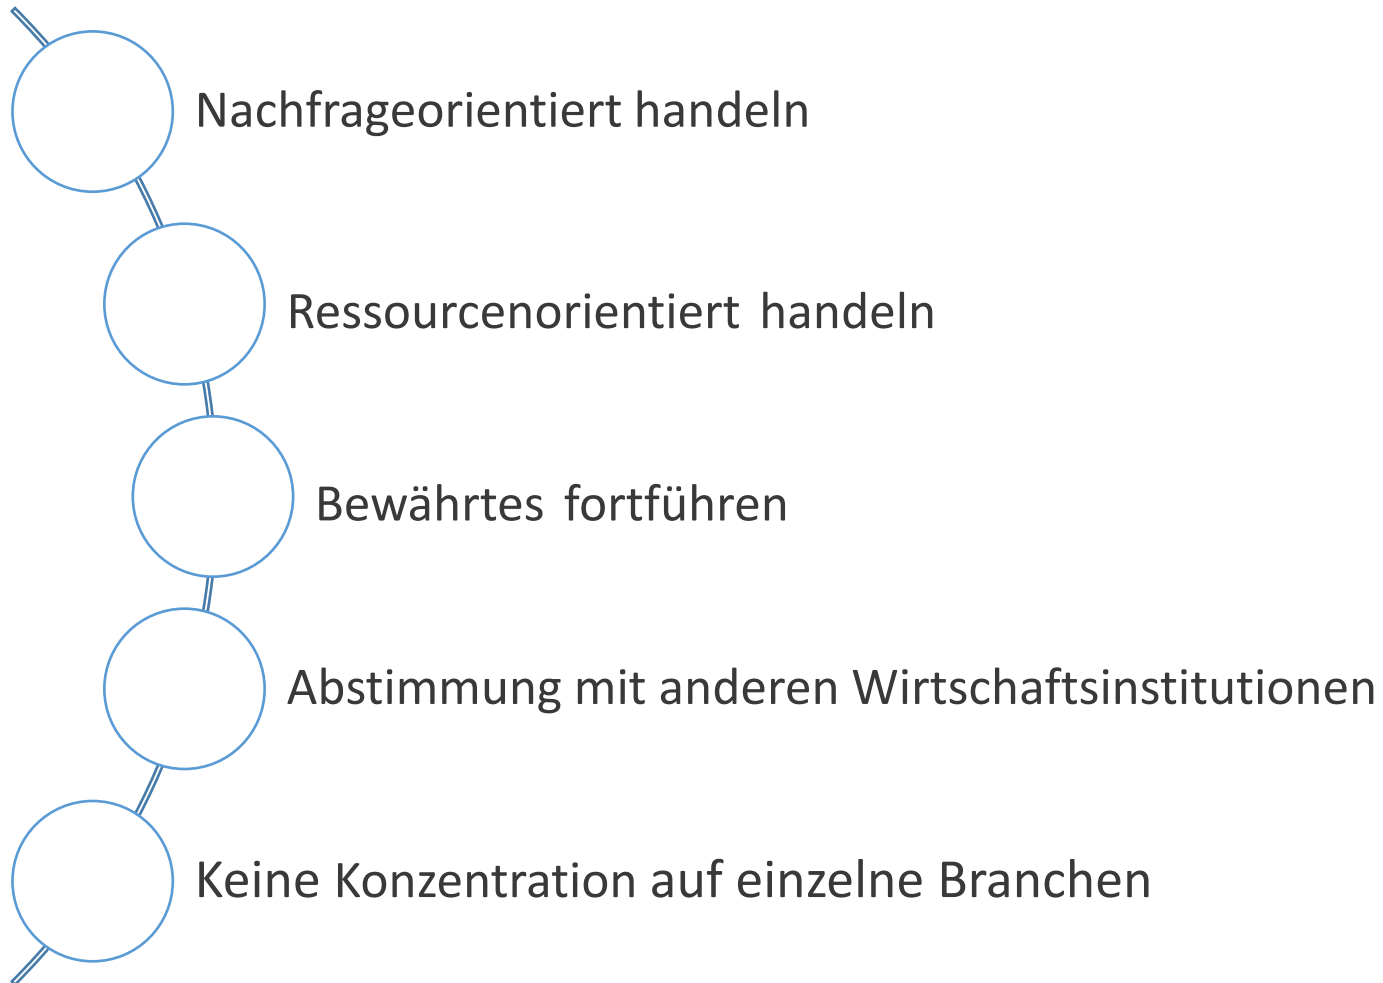 Nachfrageorientiert handeln
Ressourcenorientiert handeln
Bewährtes fortführen
Abstimmung mit anderen Wirtschaftsinstitutionen
Keine Konzentration auf einzelne Branchen